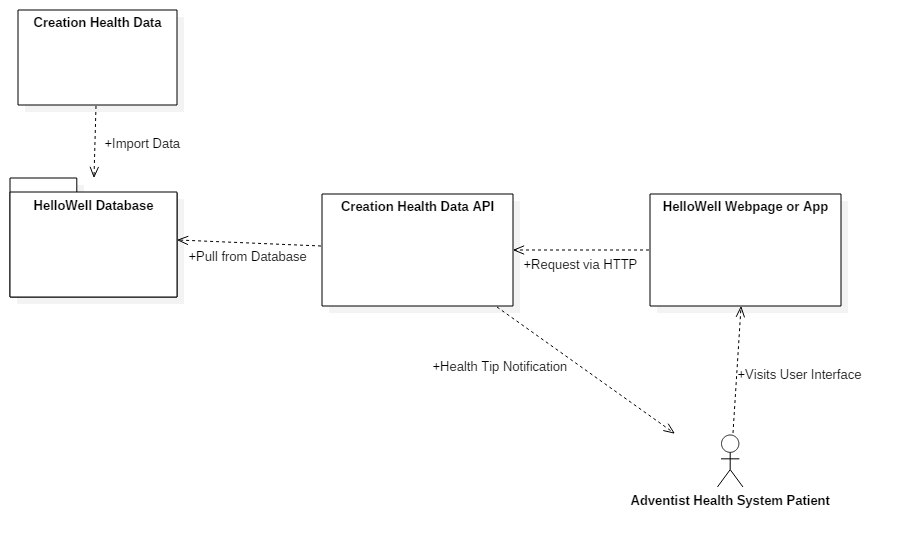 Creation Health Data
+Import Data
HelloWell Database
Creation Health Data API
HelloWell Webpage or App
+Pull from Database
+Request via HTTP
+Health Tip Notification
+Visits User Interface
Adventist Health System Patient